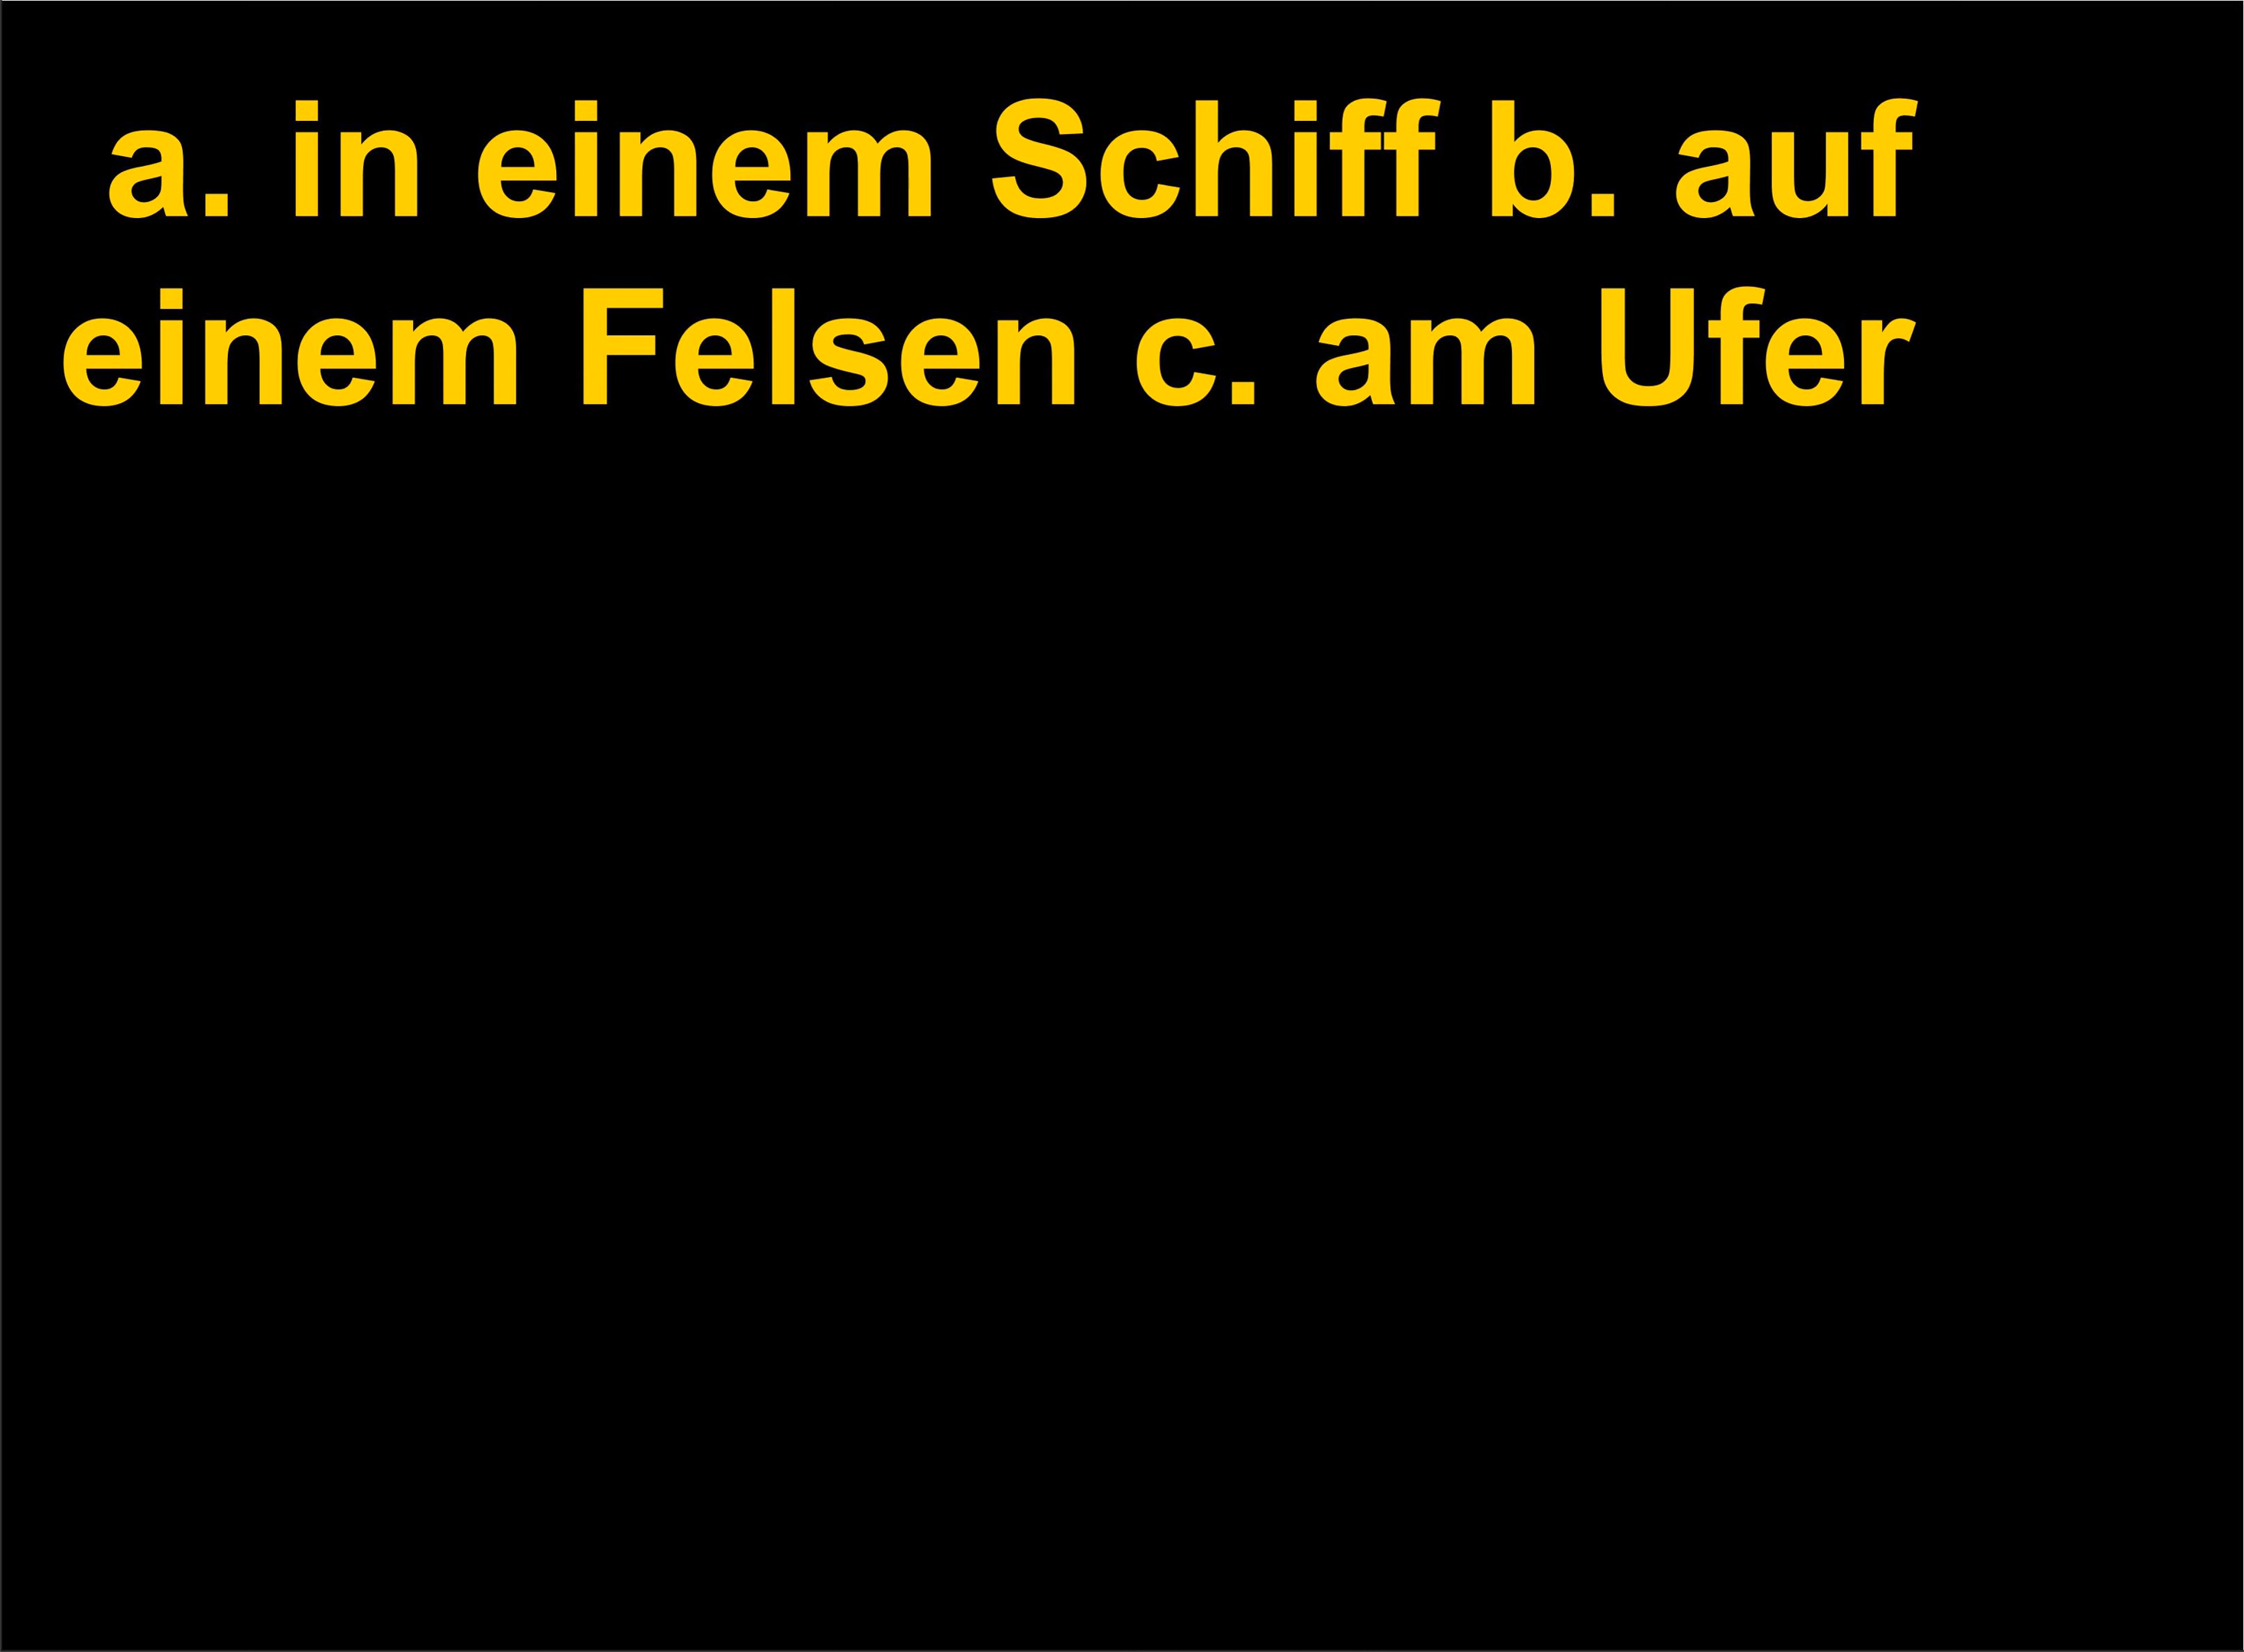 a. in einem Schiff b. auf
einem Felsen c. am Ufer